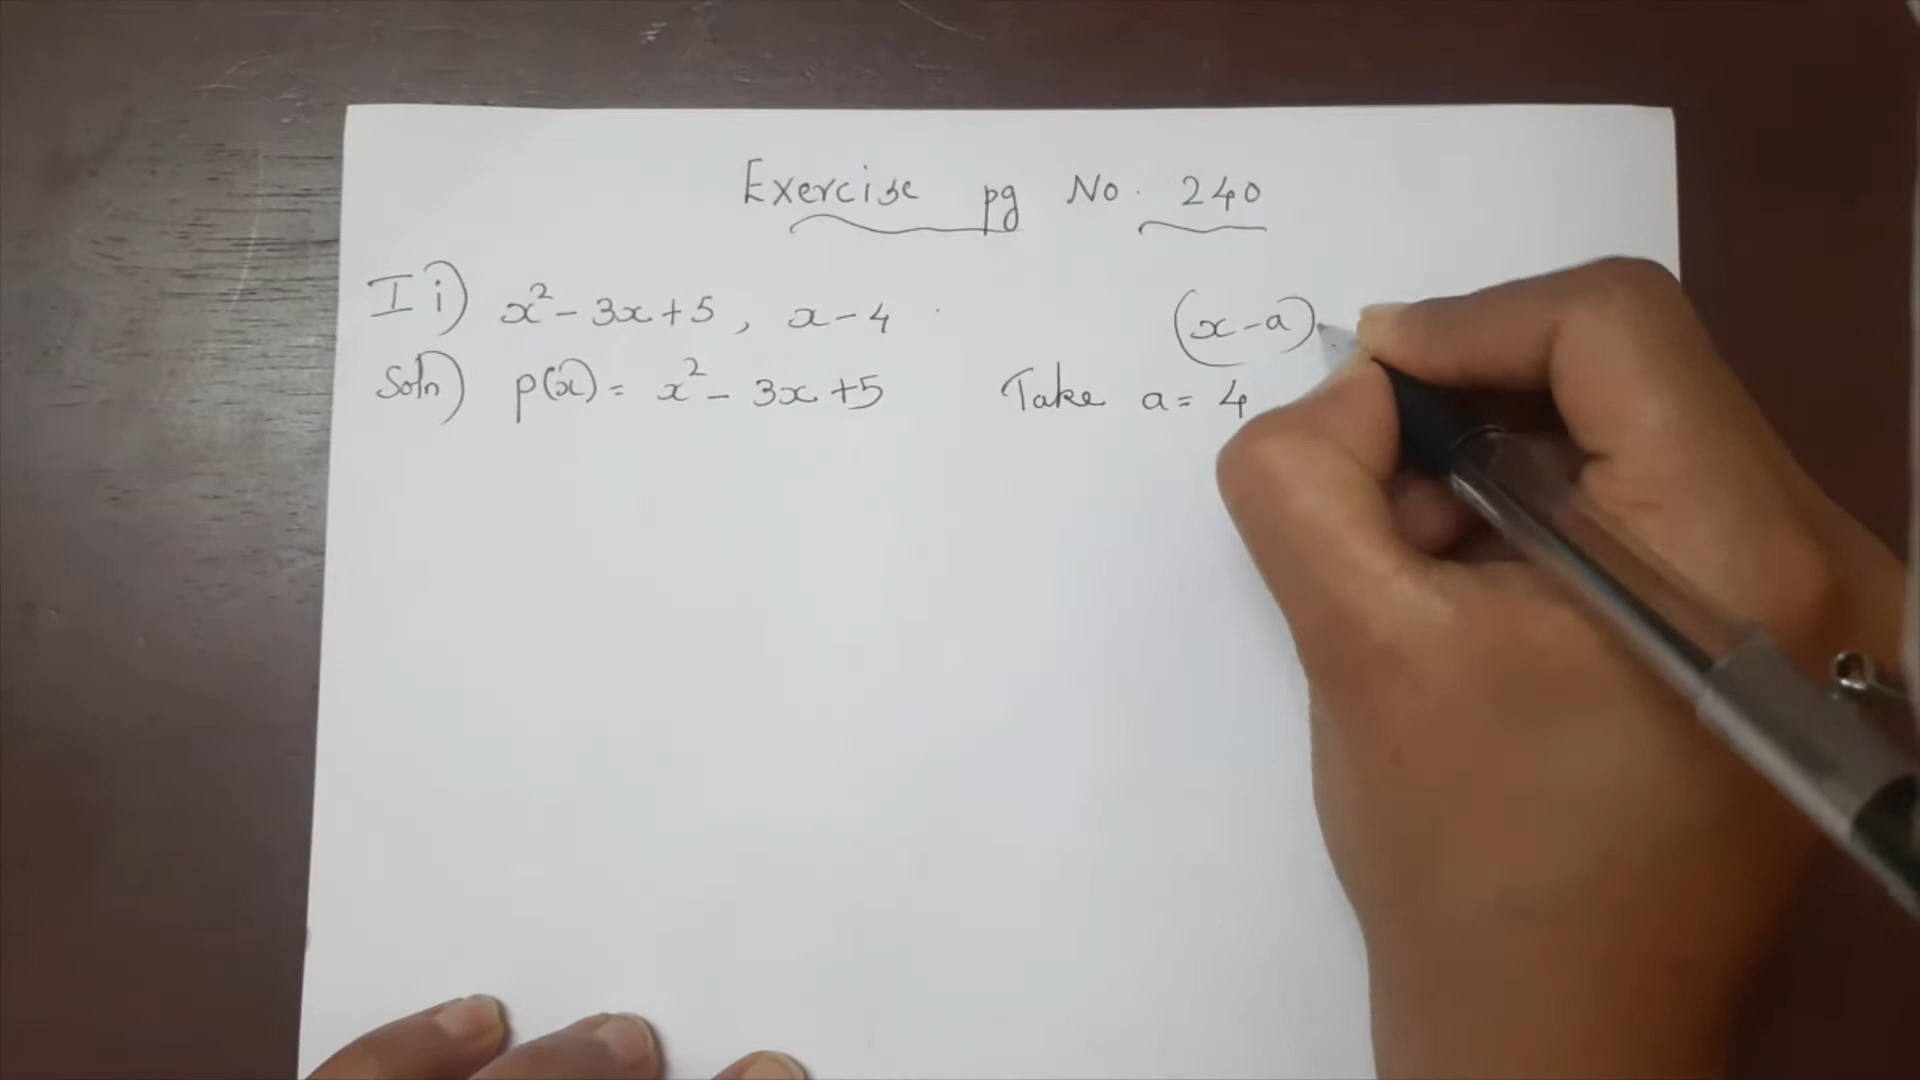 Exercise pg No. 240
I i) x² - 3x + 5 , x - 4
(x - a)
Soln) p(x) = x² - 3x + 5 Take a = 4